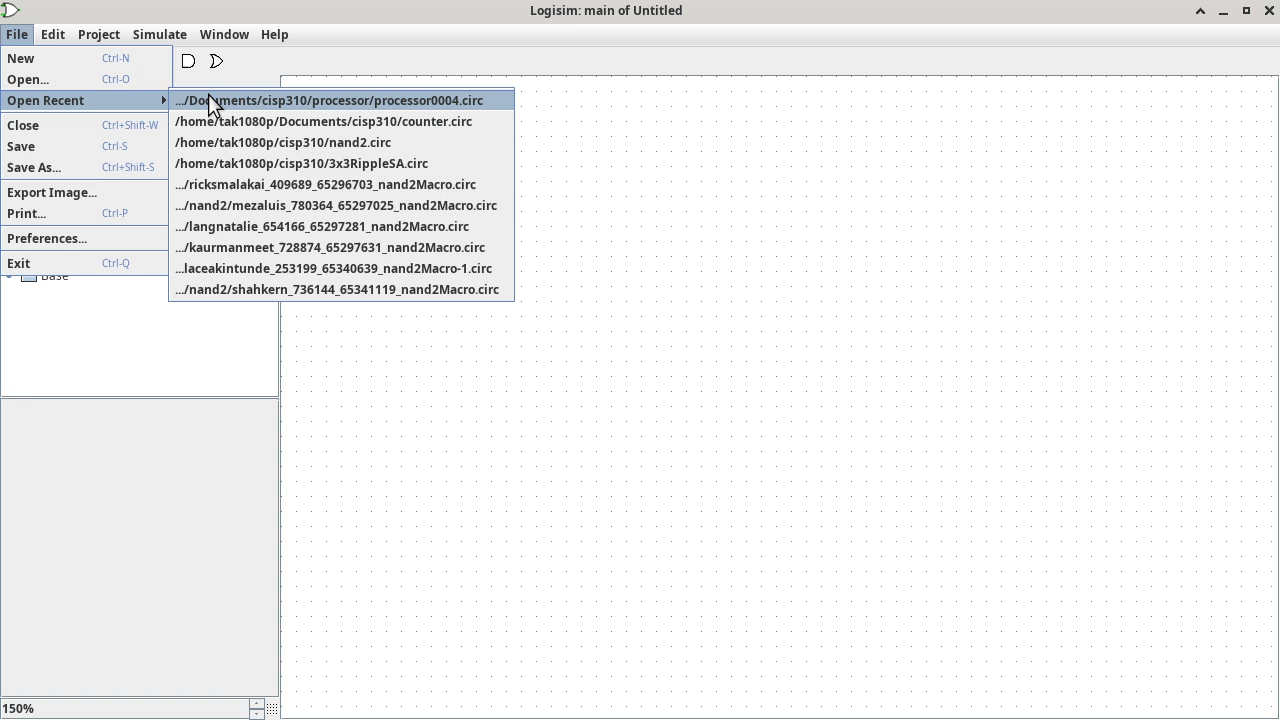 Logisim: main of Untitled
File Edit Project Simulate Window Help
New Ctrl-N
Open... Ctrl-O
Open Recent
Close Ctrl+Shift-W
Save Ctrl-S
Save As... Ctrl+Shift-S
Export Image...
Print... Ctrl-P
Preferences...
Exit Ctrl-Q
.../Documents/cisp310/processor/processor0004.circ
/home/tak1080p/Documents/cisp310/counter.circ
/home/tak1080p/cisp310/nand2.circ
/home/tak1080p/cisp310/3x3RippleSA.circ
.../ricksmalakai_409689_65296703_nand2Macro.circ
.../nand2/mezaluis_780364_65297025_nand2Macro.circ
.../langnatalie_654166_65297281_nand2Macro.circ
.../kaurmanmeet_728874_65297631_nand2Macro.circ
...laceakintunde_253199_65340639_nand2Macro-1.circ
.../nand2/shahkern_736144_65341119_nand2Macro.circ
Base
150%